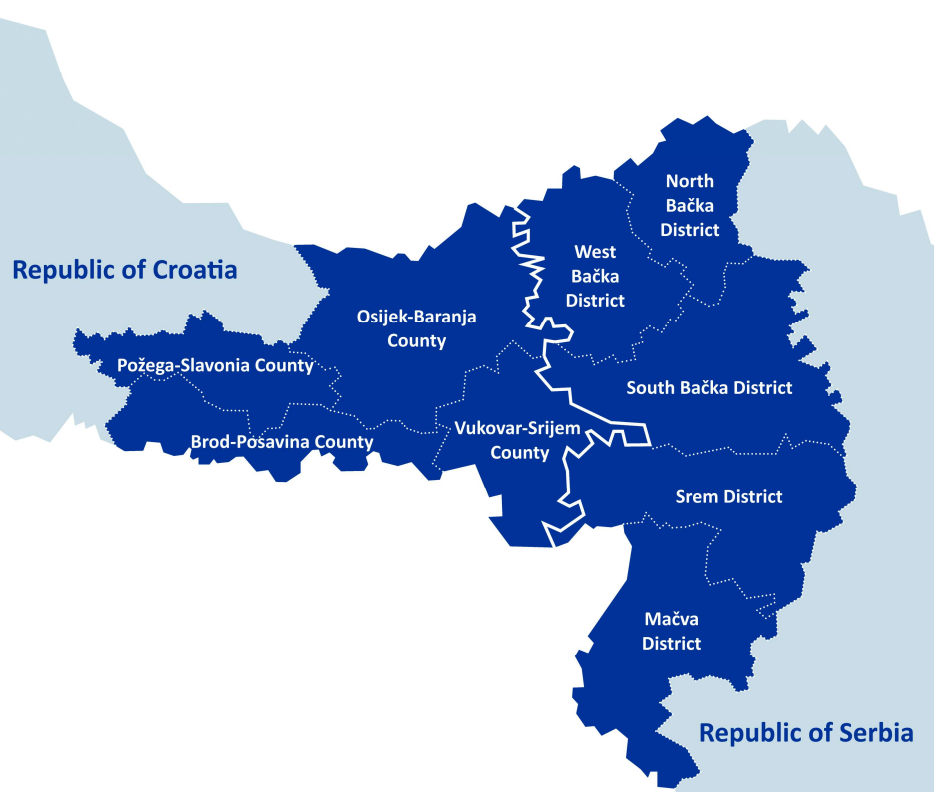 North
Bačka
District
Republic of Croatia
West
Bačka
District
Osijek-Baranja
County
Požega-Slavonia County
South Bačka District
Brod-Posavina County
Vukovar-Srijem
County
Srem District
Mačva
District
Republic of Serbia